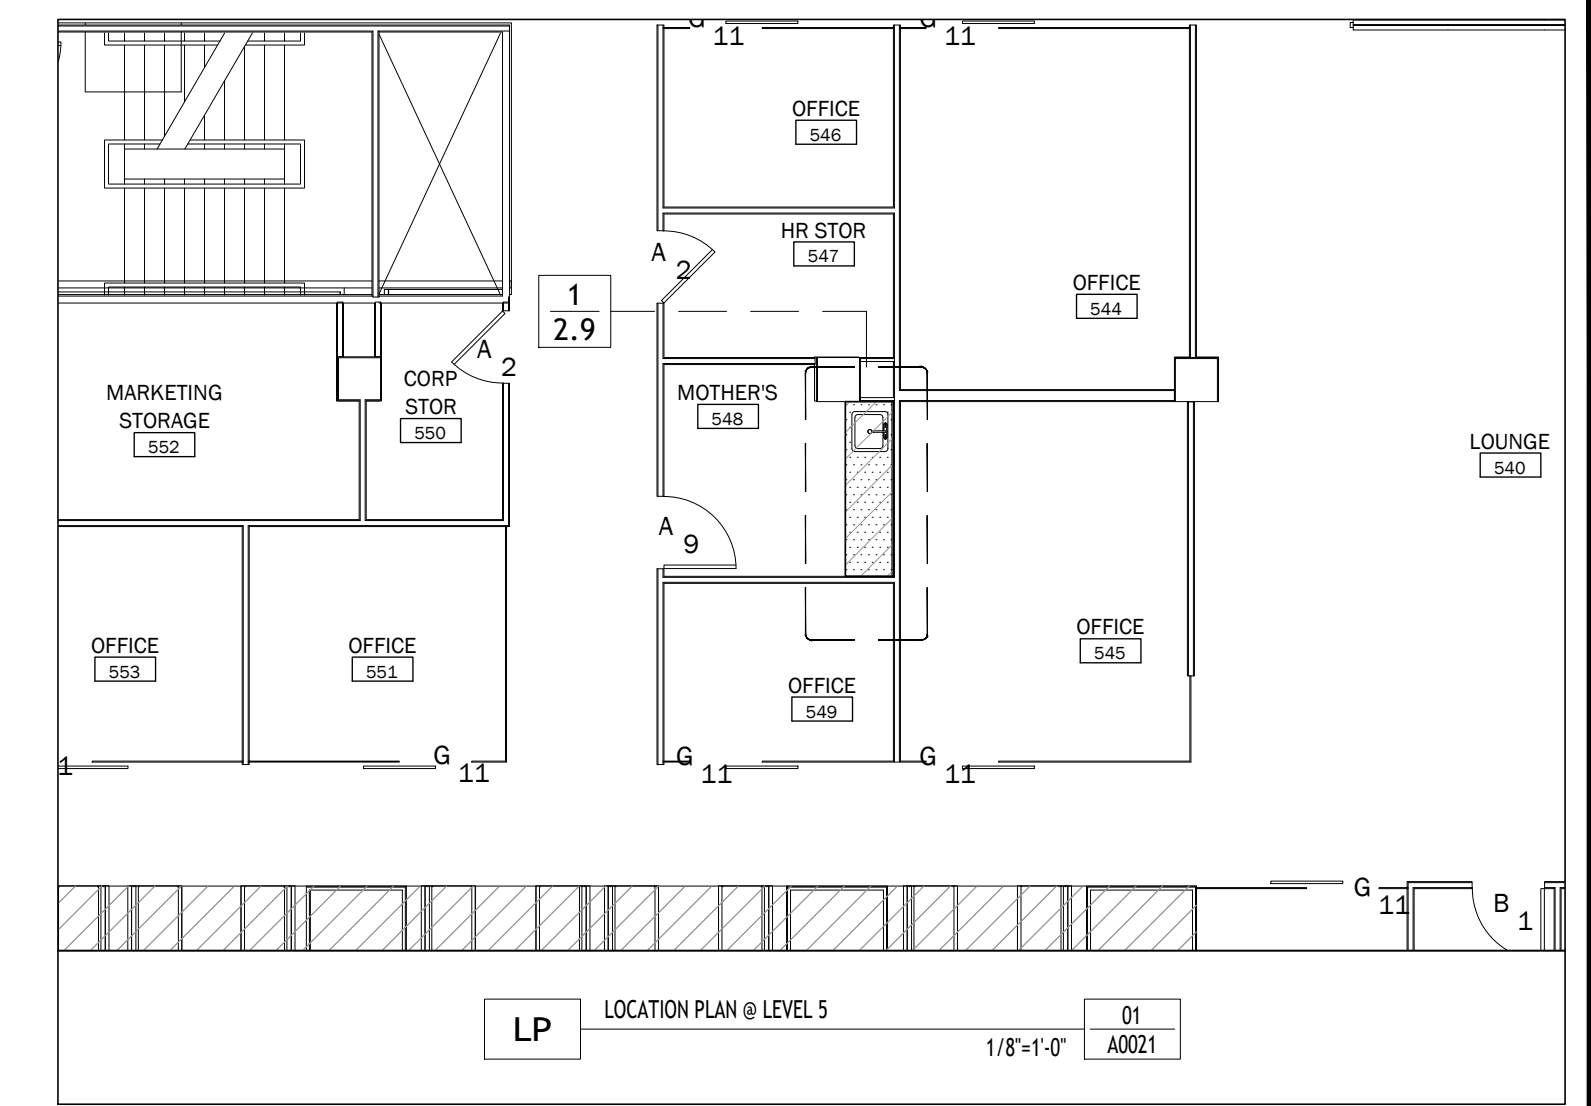 G
11
G
11
OFFICE
546
HR STOR
547
A
2
OFFICE
544
1
2.9
A
2
MARKETING
STORAGE
552
CORP
STOR
550
MOTHER'S
548
LOUNGE
540
A
9
OFFICE
553
OFFICE
551
OFFICE
549
OFFICE
545
1
G
11
G
11
G
11
G
11
B
1
LP
LOCATION PLAN @ LEVEL 5
1/8"=1'-0"
01
A0021